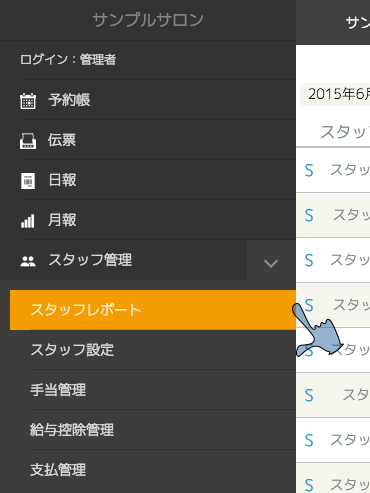 サンプルサロン
サン
ログイン：管理者
予約帳
2015年6月
伝票
スタッフ
日報
S スタッ
月報
S スタッ
スタッフ管理
S スタッ
スタッフレポート
S スタッ
スタッフ設定
S スタッ
手当管理
S スタ
給与控除管理
S スタッ
支払管理
S スタッ